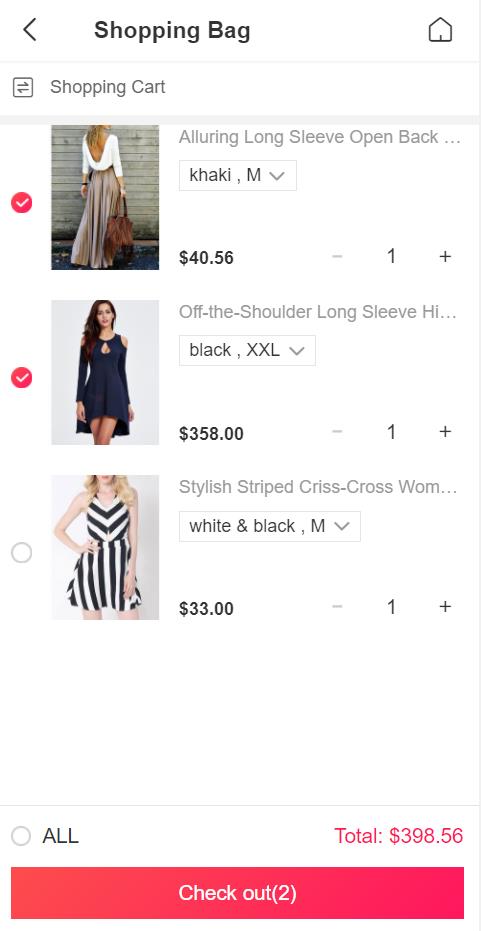 Shopping Bag
Shopping Cart
Alluring Long Sleeve Open Back ...
khaki , M
$40.56 − 1 +
Off-the-Shoulder Long Sleeve Hi...
black , XXL
$358.00 − 1 +
Stylish Striped Criss-Cross Wom...
white & black , M
$33.00 − 1 +
ALL Total: $398.56
Check out(2)